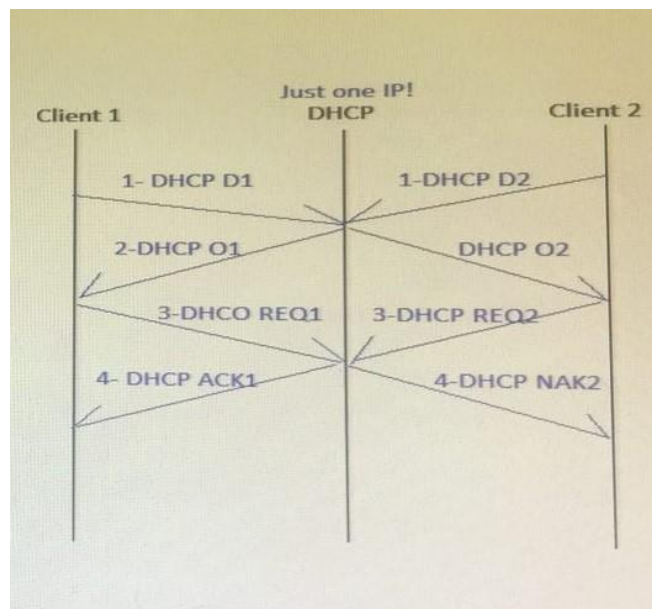 Just one IP!
Client 1
DHCP
Client 2
1- DHCP D1
1-DHCP D2
2-DHCP O1
DHCP O2
3-DHCO REQ1
3-DHCP REQ2
4- DHCP ACK1
4-DHCP NAK2